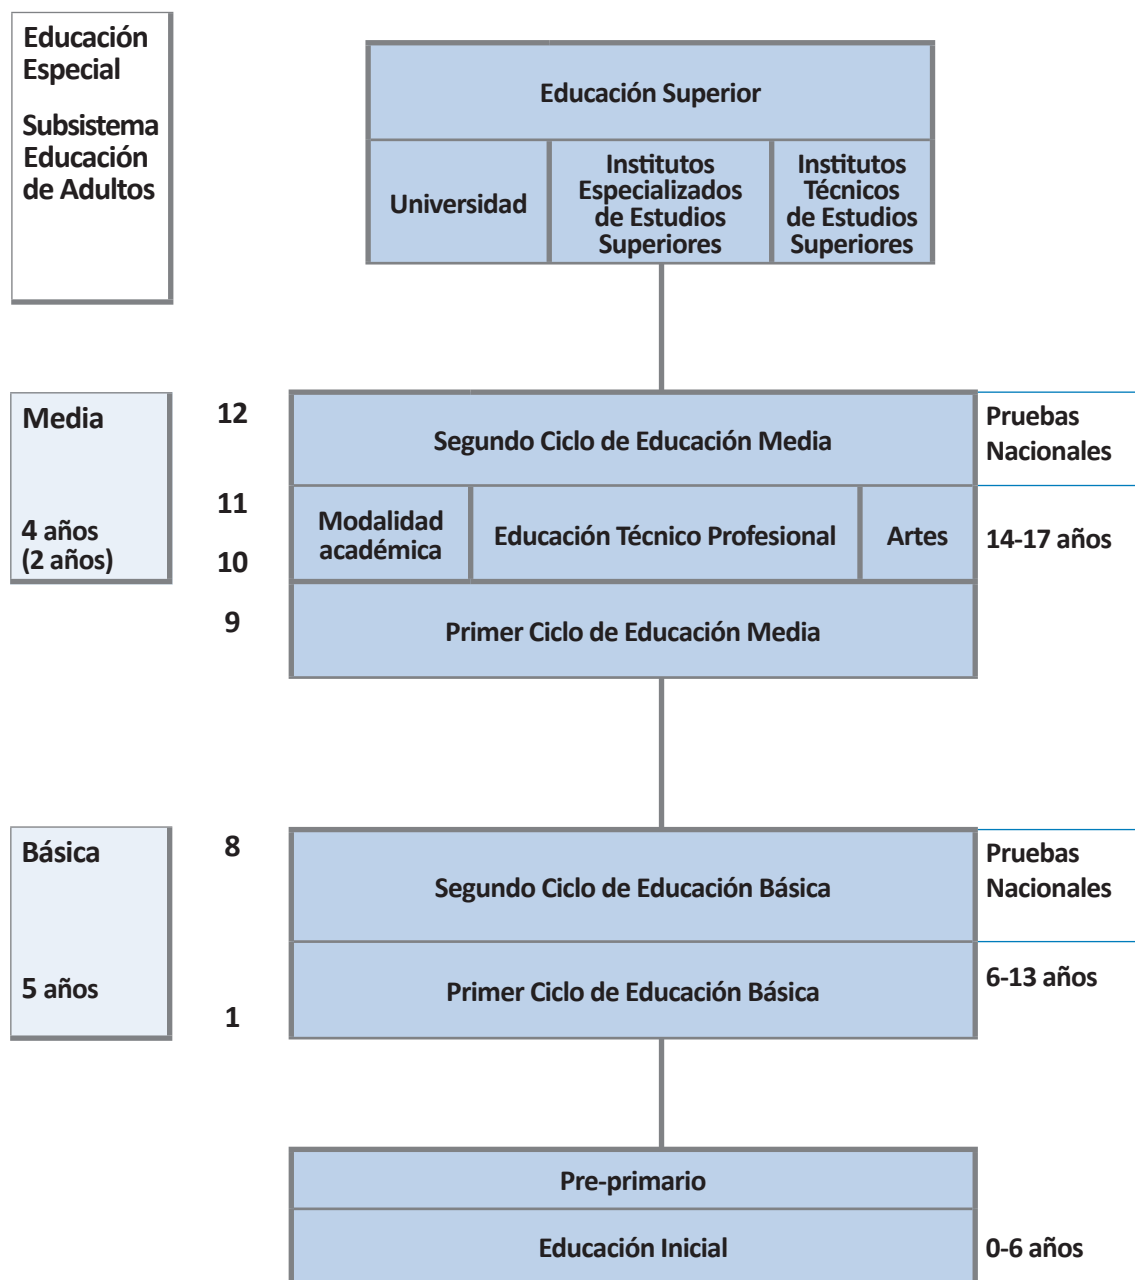 Educación
Especial
Subsistema
Educación
de Adultos
Educación Superior
Universidad
Institutos
Especializados
de Estudios
Superiores
Institutos
Técnicos
de Estudios
Superiores
Media
4 años
(2 años)
12
11
10
9
Segundo Ciclo de Educación Media
Modalidad
académica
Educación Técnico Profesional
Artes
Primer Ciclo de Educación Media
Pruebas
Nacionales
14-17 años
Básica
5 años
8
1
Segundo Ciclo de Educación Básica
Primer Ciclo de Educación Básica
Pruebas
Nacionales
6-13 años
Pre-primario
Educación Inicial
0-6 años